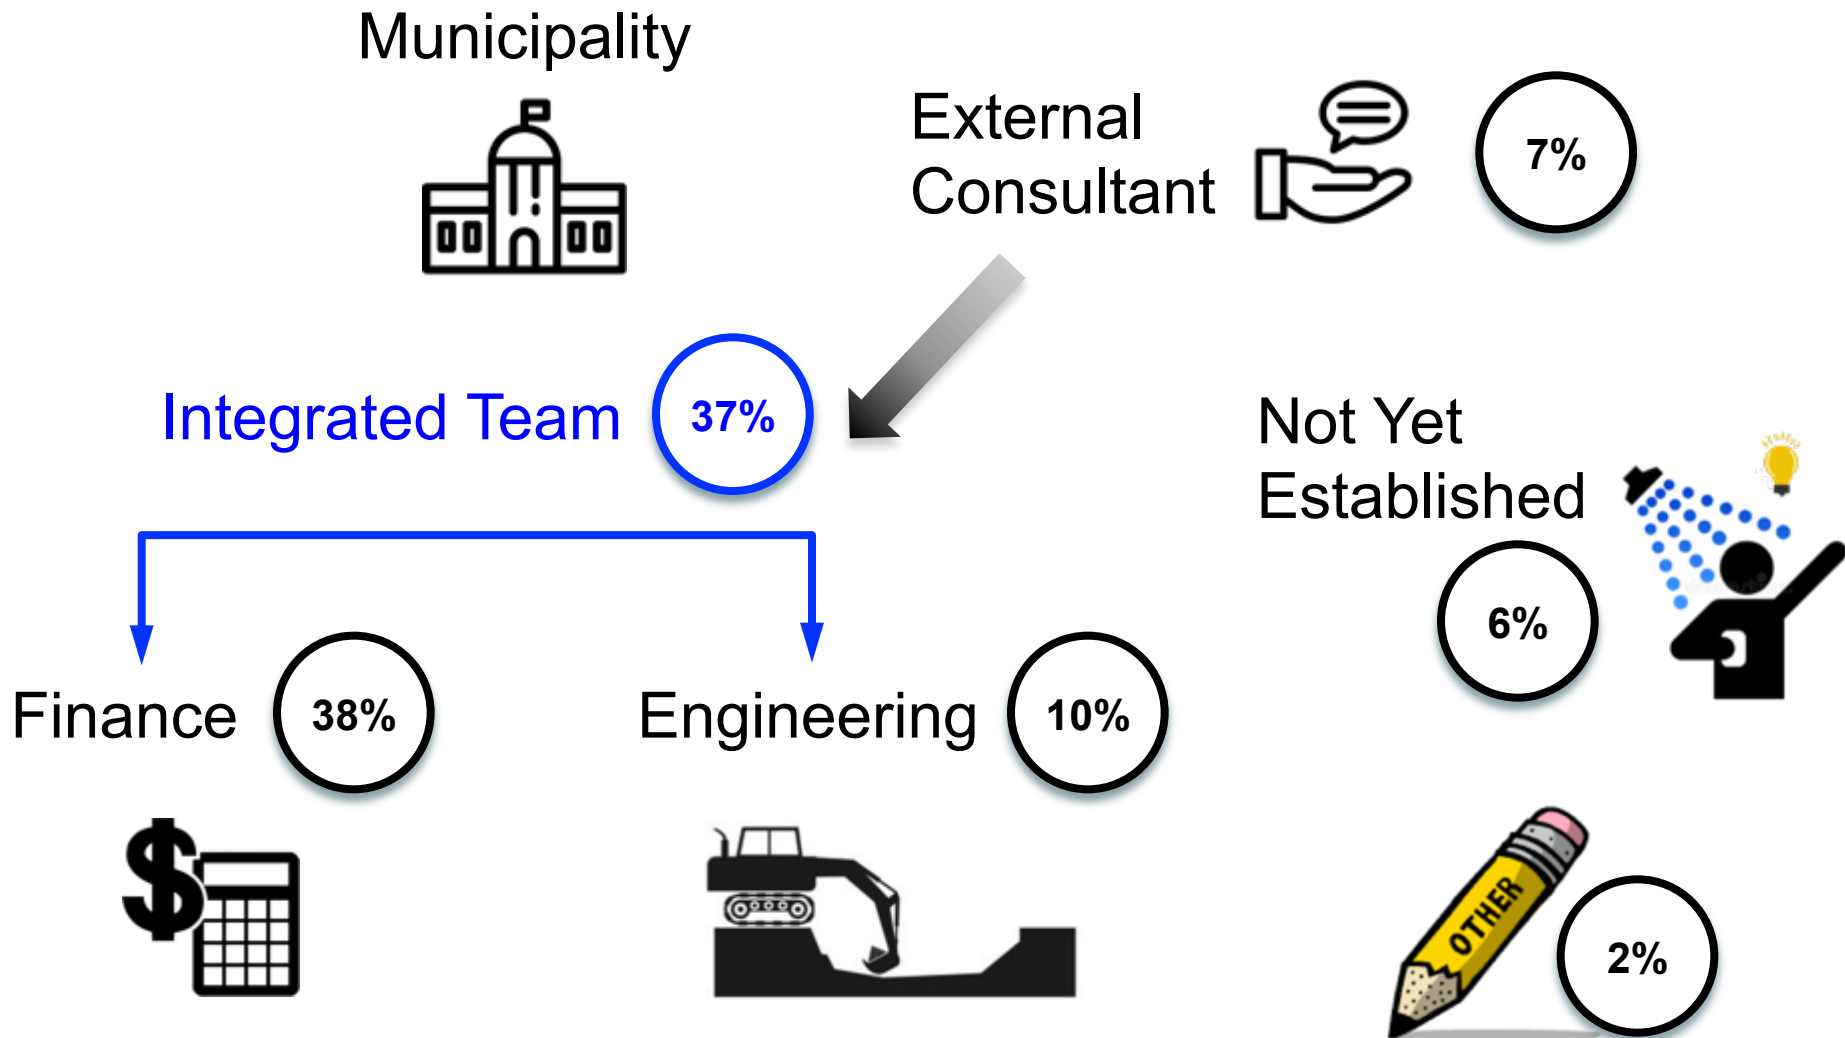 Municipality
External
Consultant
7%
Integrated Team
37%
Not Yet
Established
6%
Finance
38%
Engineering
10%
OTHER
2%